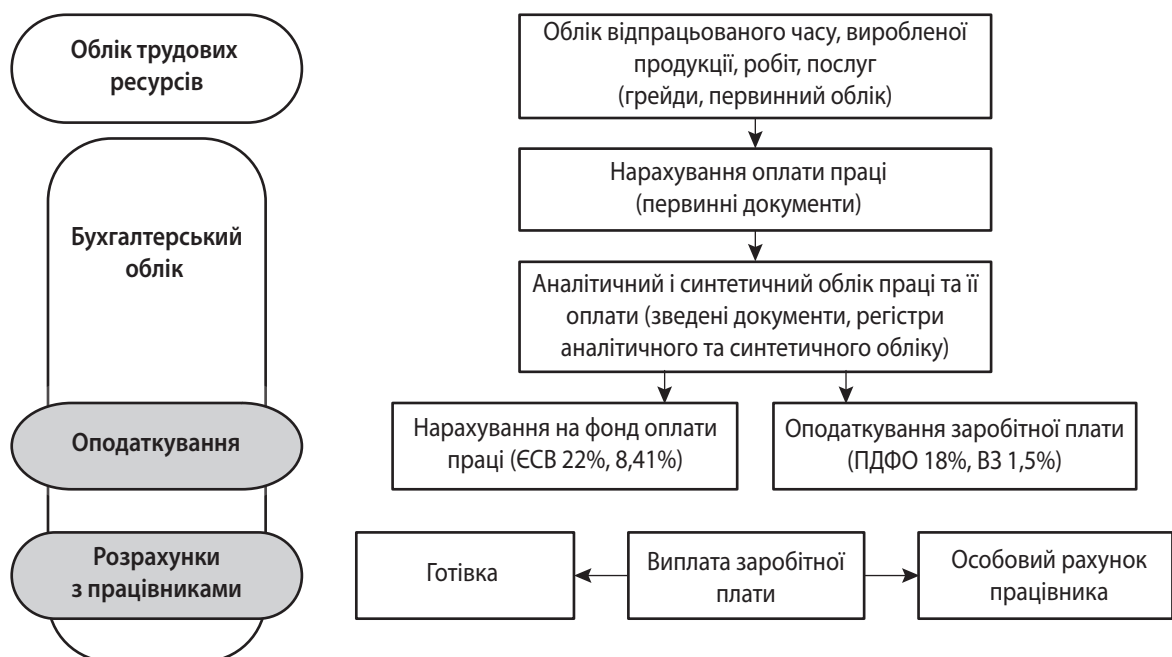 Облік трудових
ресурсів
Облік відпрацьованого часу, виробленої
продукції, робіт, послуг
(грейди, первинний облік)
Нарахування оплати праці
(первинні документи)
Бухгалтерський
облік
Аналітичний і синтетичний облік праці та її
оплати (зведені документи, регістри
аналітичного та синтетичного обліку)
Оподаткування
Нарахування на фонд оплати
праці (ЄСВ 22%, 8,41%)
Оподаткування заробітної плати
(ПДФО 18%, ВЗ 1,5%)
Розрахунки
з працівниками
Готівка
Виплата заробітної
плати
Особовий рахунок
працівника